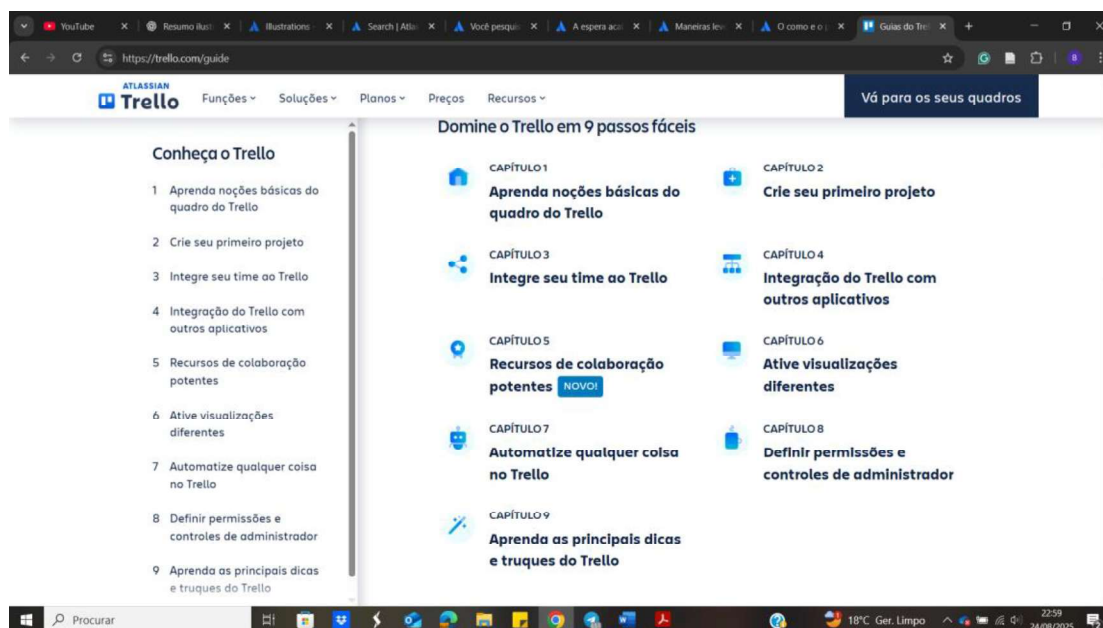 YouTube
Resumo ilust
Illustrations -
Search | Atlas
Você pesquis
A espera aca
Maneiras leve
O como e o p
Guias do Trel
https://trello.com/guide
B
ATLASSIAN
Trello
Funções
Soluções
Planos
Preços
Recursos
Vá para os seus quadros
Conheça o Trello
1 Aprenda noções básicas do
quadro do Trello
2 Crie seu primeiro projeto
3 Integre seu time ao Trello
4 Integração do Trello com
outros aplicativos
5 Recursos de colaboração
potentes
6 Ative visualizações
diferentes
7 Automatize qualquer coisa
no Trello
8 Definir permissões e
controles de administrador
9 Aprenda as principais dicas
e truques do Trello
Domine o Trello em 9 passos fáceis
CAPÍTULO 1
Aprenda noções básicas do
quadro do Trello
CAPÍTULO 2
Crie seu primeiro projeto
CAPÍTULO 3
Integre seu time ao Trello
CAPÍTULO 4
Integração do Trello com
outros aplicativos
CAPÍTULO 5
Recursos de colaboração
potentes NOVO!
CAPÍTULO 6
Ative visualizações
diferentes
CAPÍTULO 7
Automatize qualquer coisa
no Trello
CAPÍTULO 8
Definir permissões e
controles de administrador
CAPÍTULO 9
Aprenda as principais dicas
e truques do Trello
Procurar
18°C Ger. Limpo
22:59
24/08/2025